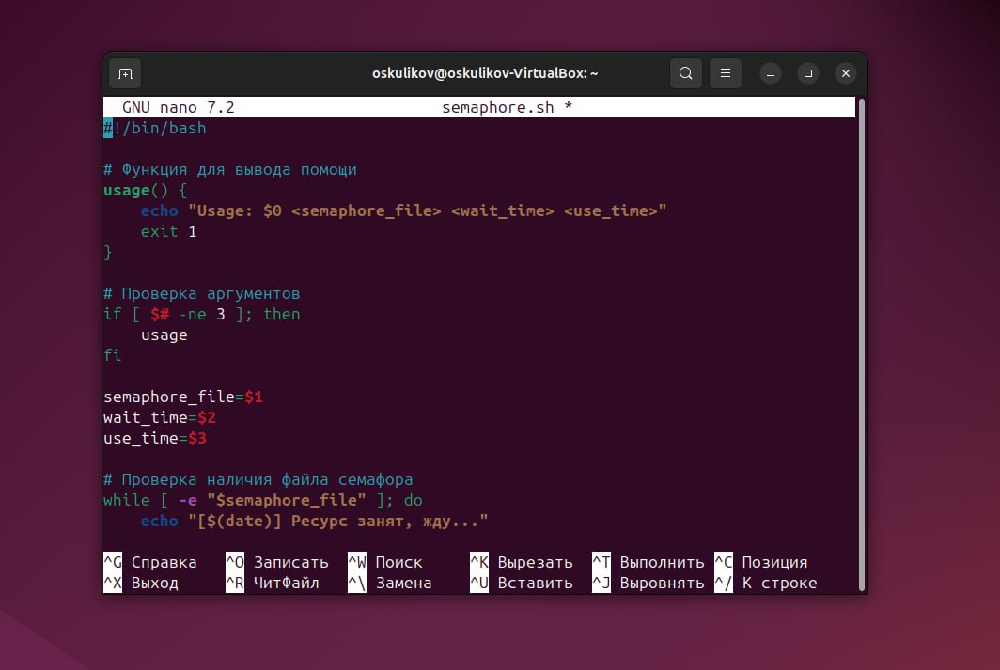 oskulikov@oskulikov-VirtualBox: ~
GNU nano 7.2 semaphore.sh *
#!/bin/bash
# Функция для вывода помощи
usage() {
    echo "Usage: $0 <semaphore_file> <wait_time> <use_time>"
    exit 1
}
# Проверка аргументов
if [ $# -ne 3 ]; then
    usage
fi
semaphore_file=$1
wait_time=$2
use_time=$3
# Проверка наличия файла семафора
while [ -e "$semaphore_file" ]; do
    echo "[$(date)] Ресурс занят, жду..."
^G Справка ^O Записать ^W Поиск ^K Вырезать ^T Выполнить ^C Позиция
^X Выход ^R ЧитФайл ^\ Замена ^U Вставить ^J Выровнять ^/ К строке